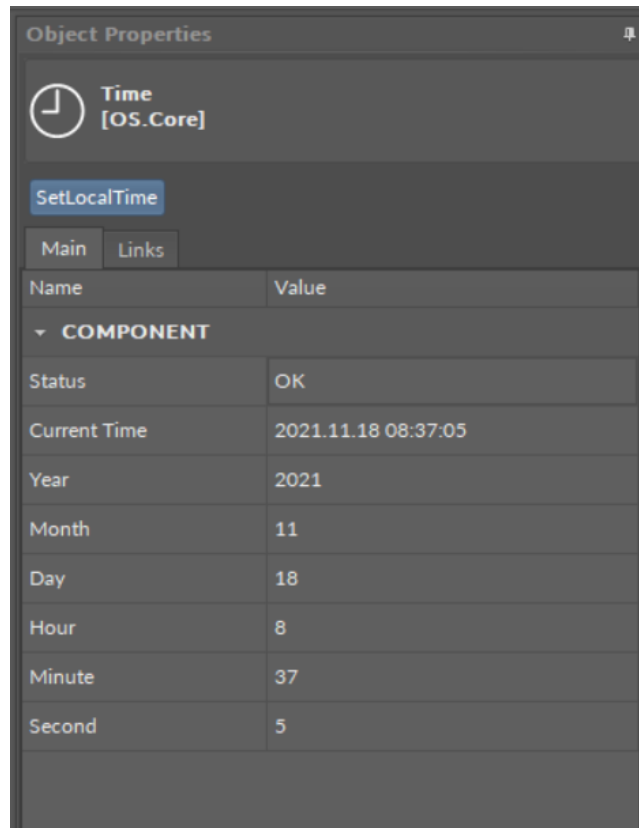 Object Properties
Time
[OS.Core]
SetLocalTime
Main Links
Name Value
COMPONENT
Status OK
Current Time 2021.11.18 08:37:05
Year 2021
Month 11
Day 18
Hour 8
Minute 37
Second 5